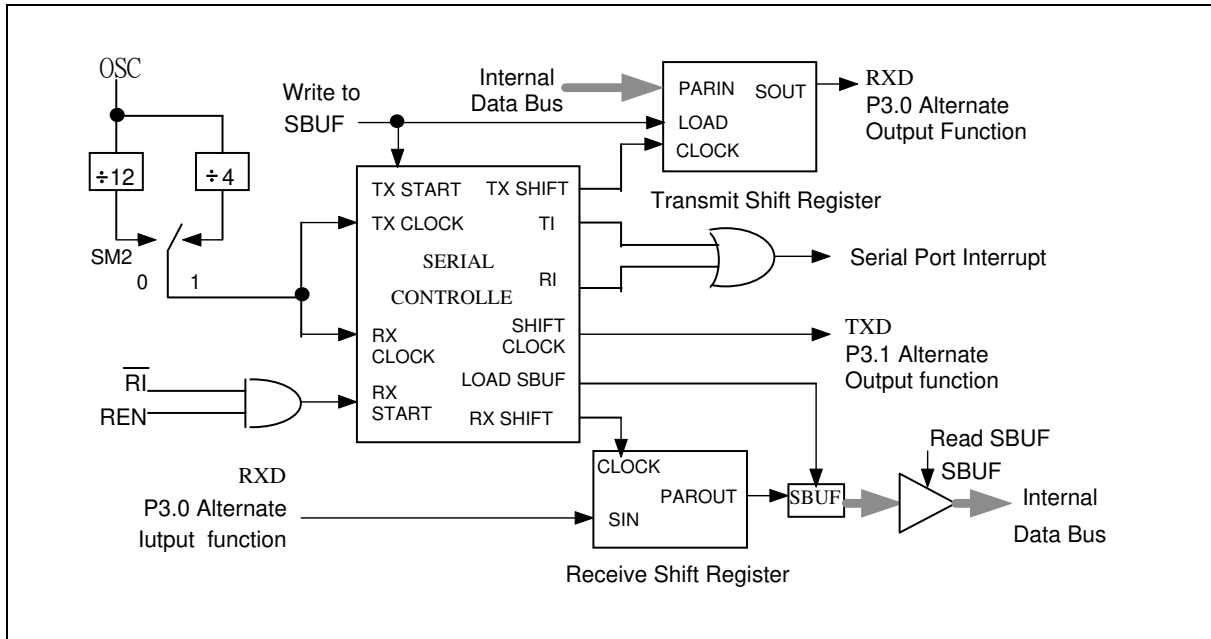 OSC
÷12
÷4
SM2
0 1
Write to
SBUF
Internal
Data Bus
PARIN
SOUT
LOAD
CLOCK
RXD
P3.0 Alternate
Output Function
Transmit Shift Register
TX START
TX SHIFT
TX CLOCK
TI
SERIAL
CONTROLLE
RI
RX
CLOCK
SHIFT
CLOCK
LOAD SBUF
RX
START
RX SHIFT
Serial Port Interrupt
TXD
P3.1 Alternate
Output function
R̅I̅
REN
RXD
P3.0 Alternate
Iutput function
CLOCK
PAROUT
SIN
Receive Shift Register
SBUF
Read SBUF
SBUF
Internal
Data Bus